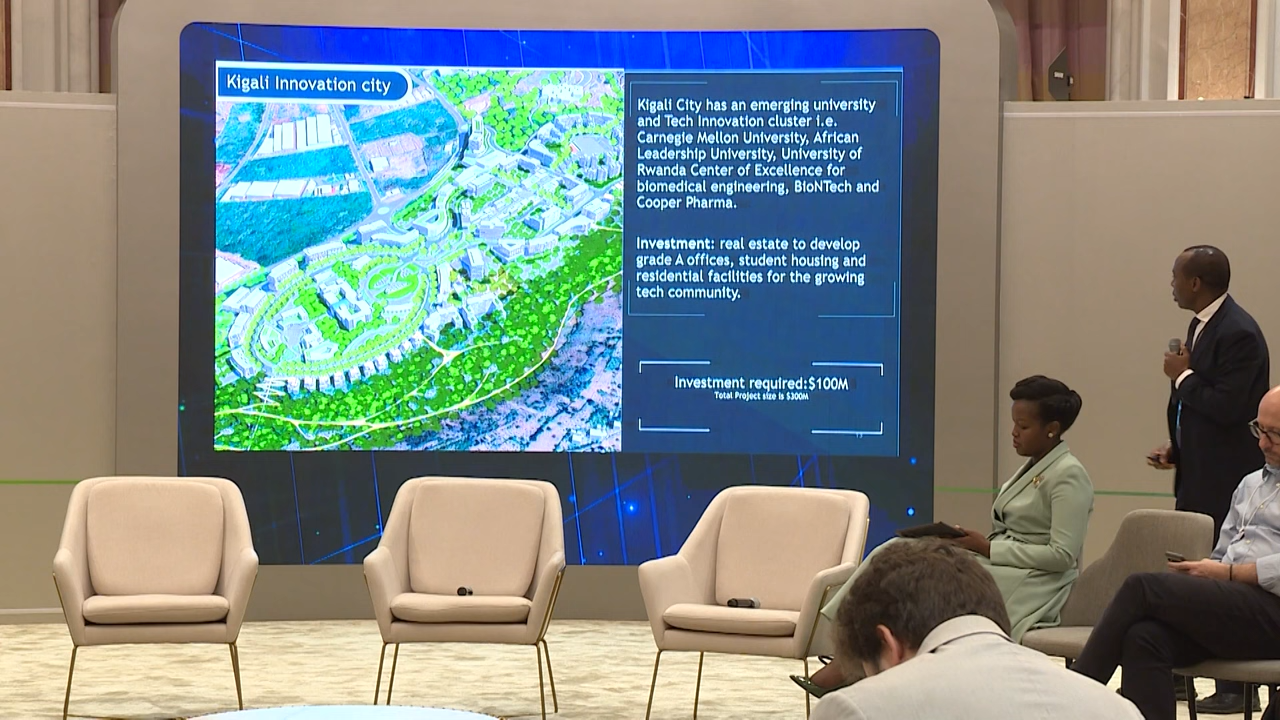 Kigali Innovation city
Kigali City has an emerging university
and Tech Innovation cluster i.e.
Carnegie Mellon University, African
Leadership University, University of
Rwanda Center of Excellence for
biomedical engineering, BioNTech and
Cooper Pharma.
Investment: real estate to develop
grade A offices, student housing and
residential facilities for the growing
tech community.
Investment required:$100M
Total Project size is $300M